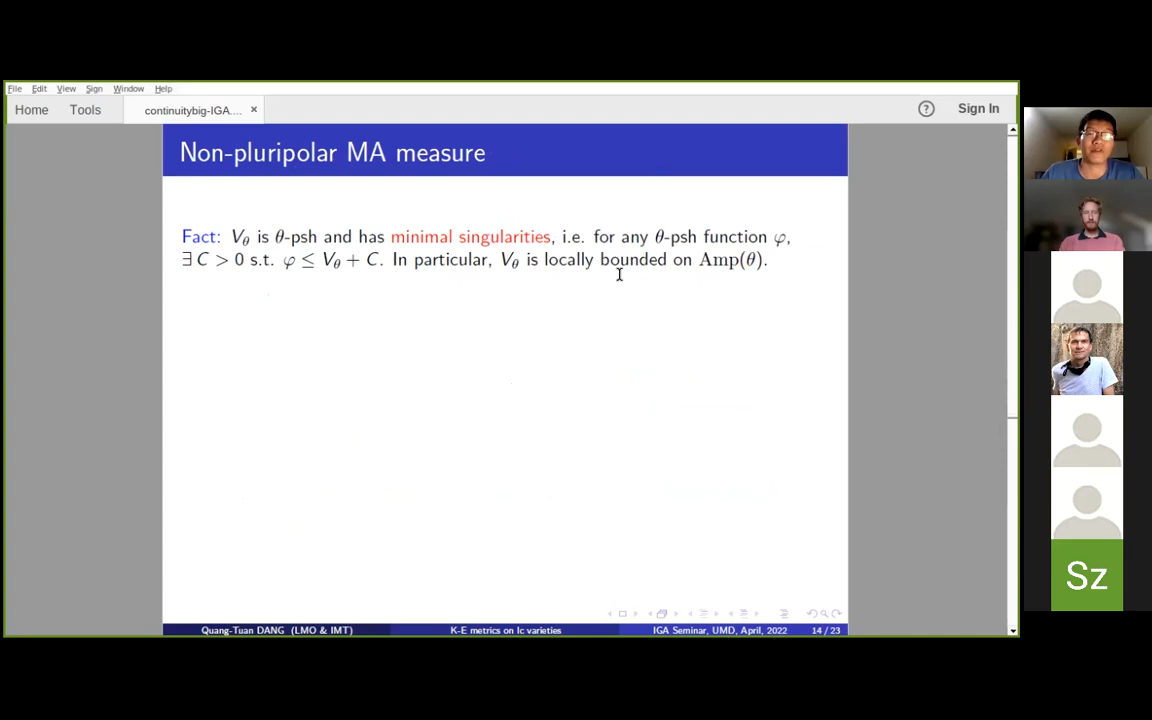 File Edit View Sign Window Help
Home Tools continuitybig-IGA.... × ? Sign In
Non-pluripolar MA measure
Fact: V_θ is θ-psh and has minimal singularities, i.e. for any θ-psh function φ,
∃ C > 0 s.t. φ ≤ V_θ + C. In particular, V_θ is locally bounded on Amp(θ).
Quang-Tuan DANG (LMO & IMT) K-E metrics on lc varieties IGA Seminar, UMD, April, 2022 14 / 23
Sz